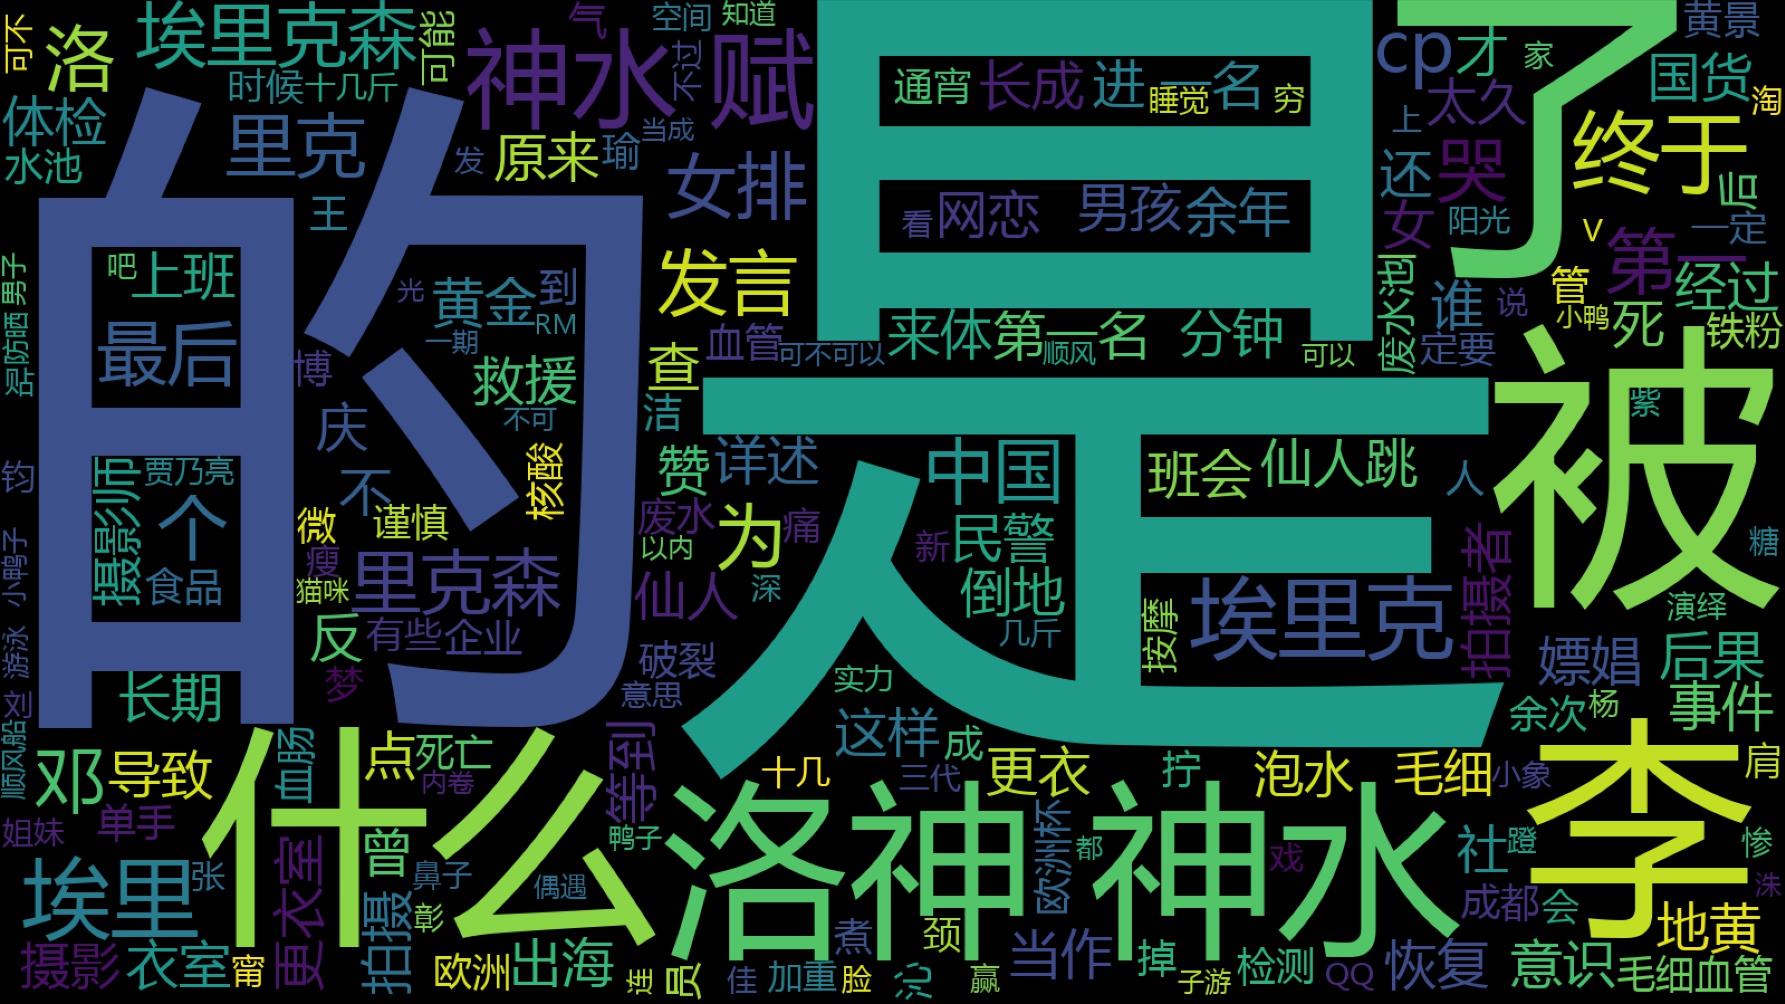 可不
洛
埃里克森
可能
气
空间
知道
神水
赋
不过
是
了
cp
才
家
黄景
国货
淘
体检
时候
十几斤
水池
里克
原来
瑜
当成
发
女排
王
的
通宵
长成
进
一名
睡觉
穷
看
网恋
男孩
余年
上
太久
还
哭
终于
女
阳光
V
后
第一
一定
男子
吧
上班
光
黄金
到
RM
一期
发言
血管
来体
第一名
顺风
分钟
可不可以
可以
废水池
谁
说
定要
管
小鸭
经过
死
铁粉
最后
博
救援
查
不可
洁
庆
被
紫
钧
摄影师
贾乃亮
不
核酸
赞
详述
中国
班会
仙人跳
人
个
微
谨慎
废水
为
痛
新
民警
以内
拍摄者
糖
食品
瘦
猫咪
里克森
仙人
深
倒地
几斤
按摩
埃里克
演绎
小鸭子
反
有些
企业
游泳
梦
破裂
意思
实力
嫖娼
后果
刘
长期
余次
杨
事件
顺风船
邓
导致
血肠
什么
点
死亡
内卷
等到
这样
成
十几
三代
更衣
拧
泡水
毛细
小象
李
肩
姐妹
单手
曾
鸭子
洛神
欧洲杯
都
神水
戏
社
蹬
惨
埃里
张
更衣室
拍摄
鼻子
偶遇
彭
煮
颈
成都
会
洙
地黄
摄影
衣室
甯
欧洲
出海
连
员
佳
加重
脸
沁
赢
当作
掉
子游
检测
QQ
恢复
意识
毛细血管